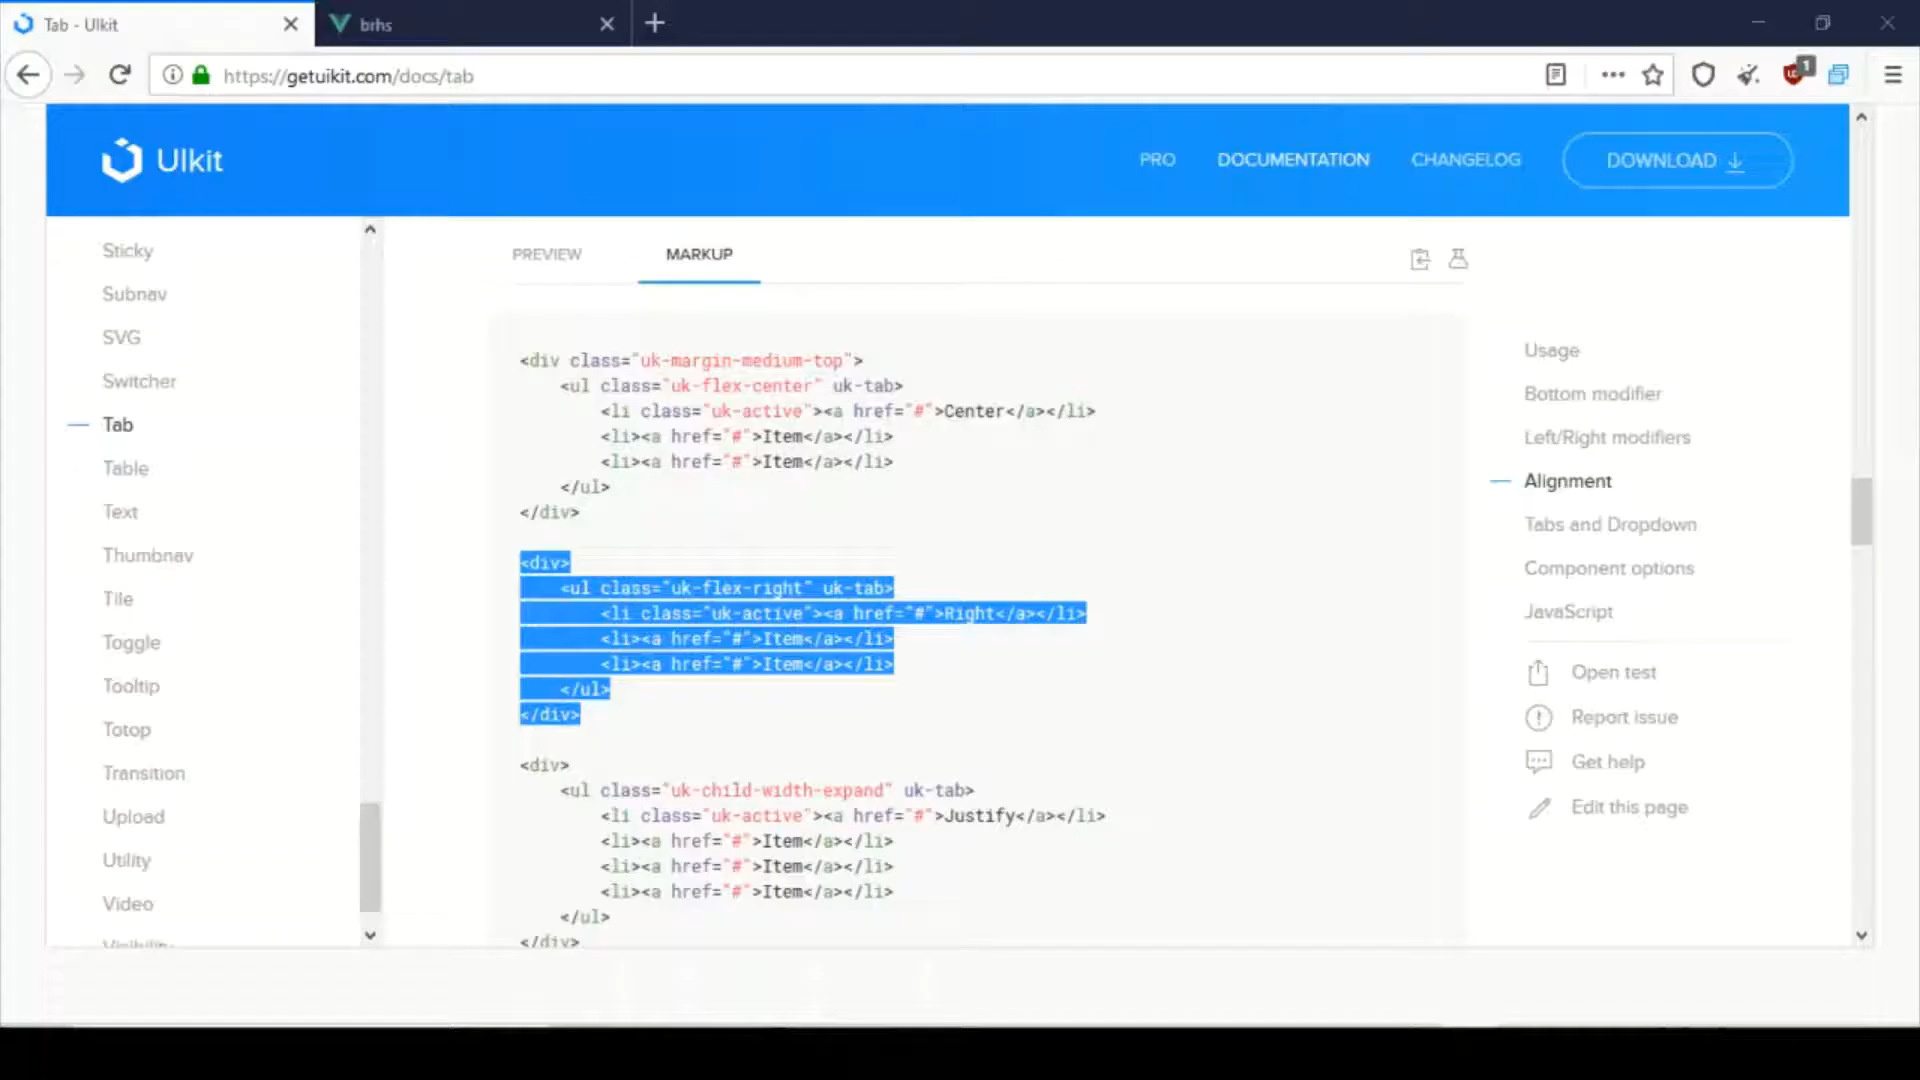 Tab - UIkit
brhs
https://getuikit.com/docs/tab
1
UIkit
PRO
DOCUMENTATION
CHANGELOG
DOWNLOAD
Sticky
Subnav
SVG
Switcher
Tab
Table
Text
Thumbnav
Tile
Toggle
Tooltip
Totop
Transition
Upload
Utility
Video
Visibility
PREVIEW
MARKUP
<div class="uk-margin-medium-top">
<ul class="uk-flex-center" uk-tab>
<li class="uk-active"><a href="#">Center</a></li>
<li><a href="#">Item</a></li>
<li><a href="#">Item</a></li>
</ul>
</div>
<div>
<ul class="uk-flex-right" uk-tab>
<li class="uk-active"><a href="#">Right</a></li>
<li><a href="#">Item</a></li>
<li><a href="#">Item</a></li>
</ul>
</div>
<div>
<ul class="uk-child-width-expand" uk-tab>
<li class="uk-active"><a href="#">Justify</a></li>
<li><a href="#">Item</a></li>
<li><a href="#">Item</a></li>
<li><a href="#">Item</a></li>
</ul>
</div>
Usage
Bottom modifier
Left/Right modifiers
Alignment
Tabs and Dropdown
Component options
JavaScript
Open test
Report issue
Get help
Edit this page